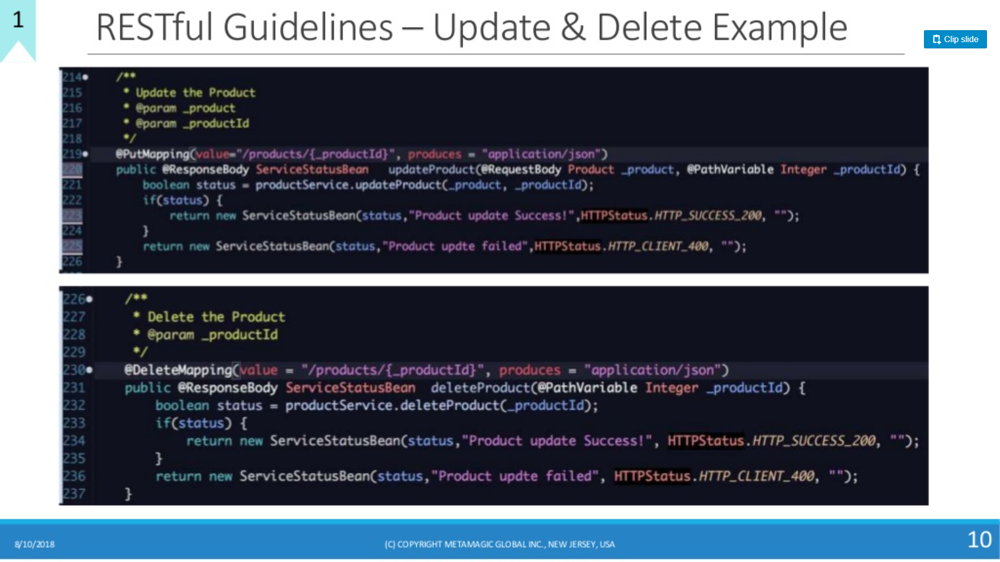 1
RESTful Guidelines – Update & Delete Example
Clip slide
214 /**
215 * Update the Product
216 * @param _product
217 * @param _productId
218 */
219 @PutMapping(value="/products/{_productId}", produces = "application/json")
220 public @ResponseBody ServiceStatusBean updateProduct(@RequestBody Product _product, @PathVariable Integer _productId) {
221 boolean status = productService.updateProduct(_product, _productId);
222 if(status) {
223 return new ServiceStatusBean(status,"Product update Success!",HTTPStatus.HTTP_SUCCESS_200, "");
224 }
225 return new ServiceStatusBean(status,"Product updte failed",HTTPStatus.HTTP_CLIENT_400, "");
226 }
226 /**
227 * Delete the Product
228 * @param _productId
229 */
230 @DeleteMapping(value = "/products/{_productId}", produces = "application/json")
231 public @ResponseBody ServiceStatusBean deleteProduct(@PathVariable Integer _productId) {
232 boolean status = productService.deleteProduct(_productId);
233 if(status) {
234 return new ServiceStatusBean(status,"Product update Success!", HTTPStatus.HTTP_SUCCESS_200, "");
235 }
236 return new ServiceStatusBean(status,"Product updte failed", HTTPStatus.HTTP_CLIENT_400, "");
237 }
8/10/2018
(C) COPYRIGHT METAMAGIC GLOBAL INC., NEW JERSEY, USA
10